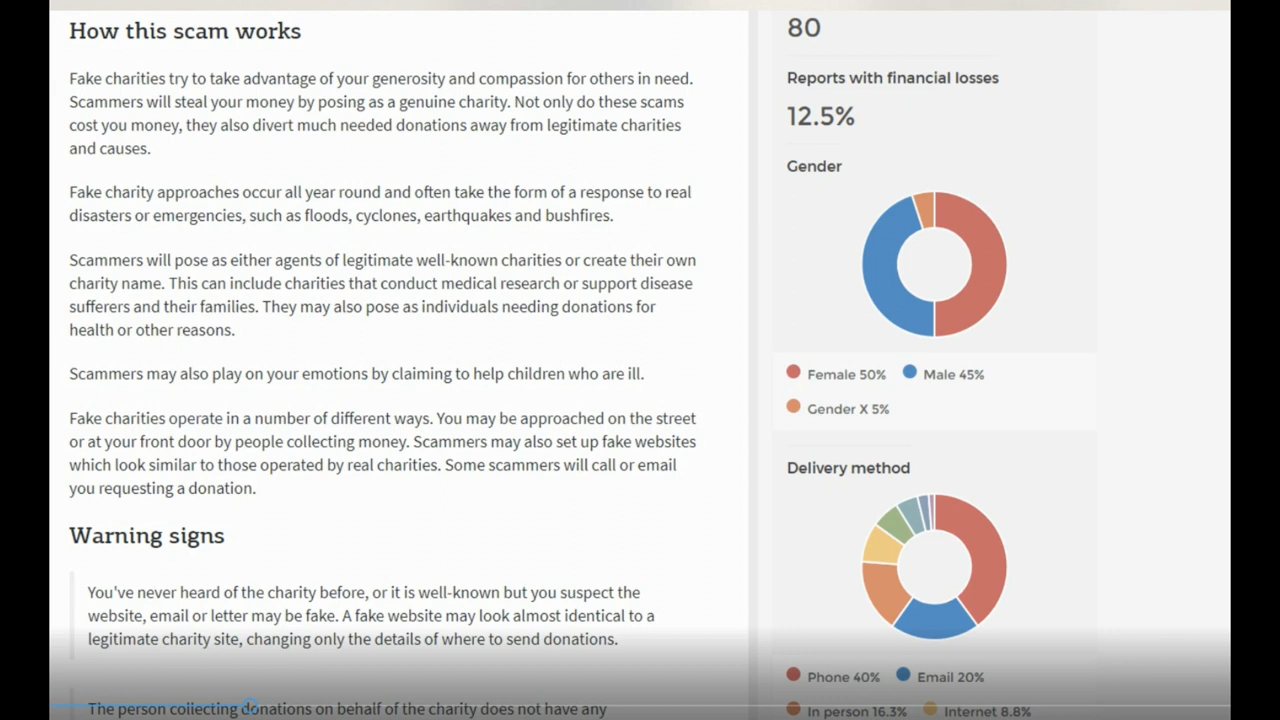 How this scam works
Fake charities try to take advantage of your generosity and compassion for others in need.
Scammers will steal your money by posing as a genuine charity. Not only do these scams
cost you money, they also divert much needed donations away from legitimate charities
and causes.
Fake charity approaches occur all year round and often take the form of a response to real
disasters or emergencies, such as floods, cyclones, earthquakes and bushfires.
Scammers will pose as either agents of legitimate well-known charities or create their own
charity name. This can include charities that conduct medical research or support disease
sufferers and their families. They may also pose as individuals needing donations for
health or other reasons.
Scammers may also play on your emotions by claiming to help children who are ill.
Fake charities operate in a number of different ways. You may be approached on the street
or at your front door by people collecting money. Scammers may also set up fake websites
which look similar to those operated by real charities. Some scammers will call or email
you requesting a donation.
Warning signs
You've never heard of the charity before, or it is well-known but you suspect the
website, email or letter may be fake. A fake website may look almost identical to a
legitimate charity site, changing only the details of where to send donations.
The person collecting donations on behalf of the charity does not have any
80
Reports with financial losses
12.5%
Gender
Female 50% Male 45%
Gender X 5%
Delivery method
Phone 40% Email 20%
In person 16.3% Internet 8.8%